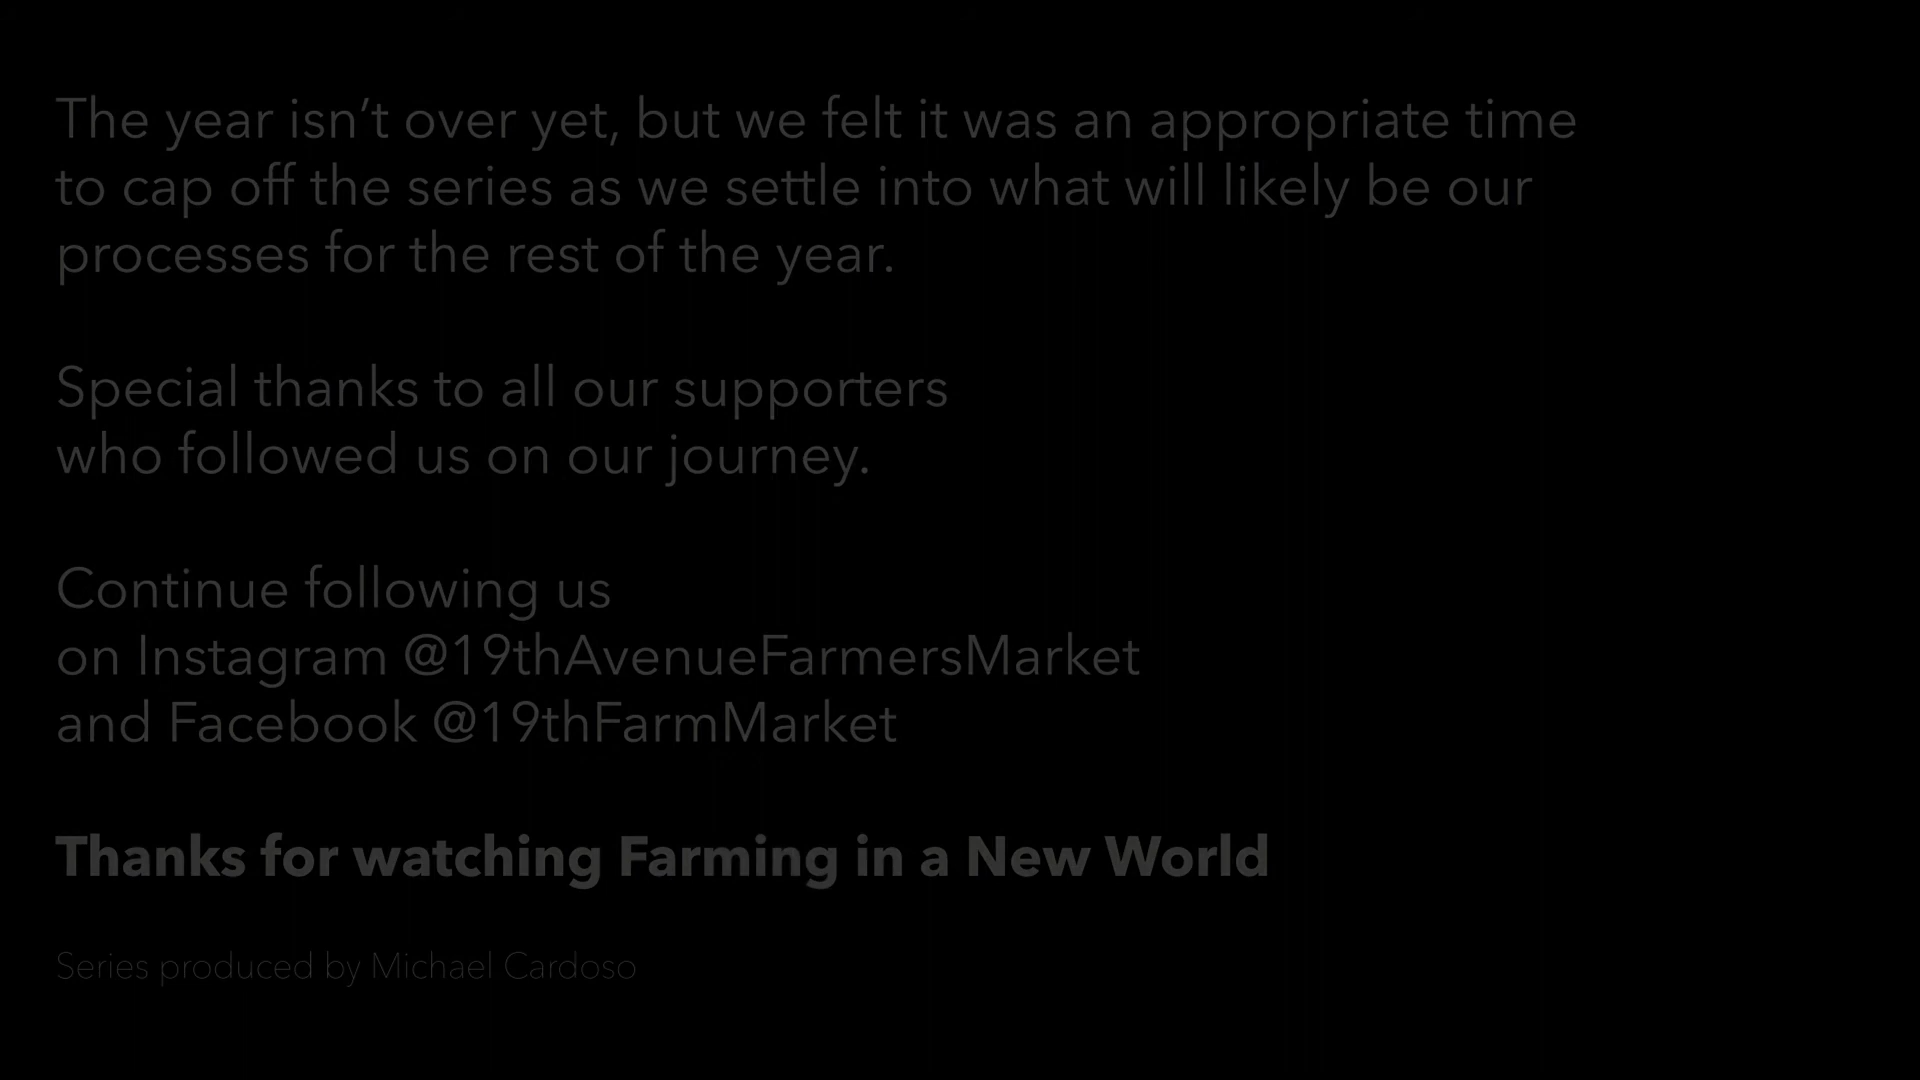 The year isn’t over yet, but we felt it was an appropriate time
to cap off the series as we settle into what will likely be our
processes for the rest of the year.
Special thanks to all our supporters
who followed us on our journey.
Continue following us
on Instagram @19thAvenueFarmersMarket
and Facebook @19thFarmMarket
Thanks for watching Farming in a New World
Series produced by Michael Cardoso